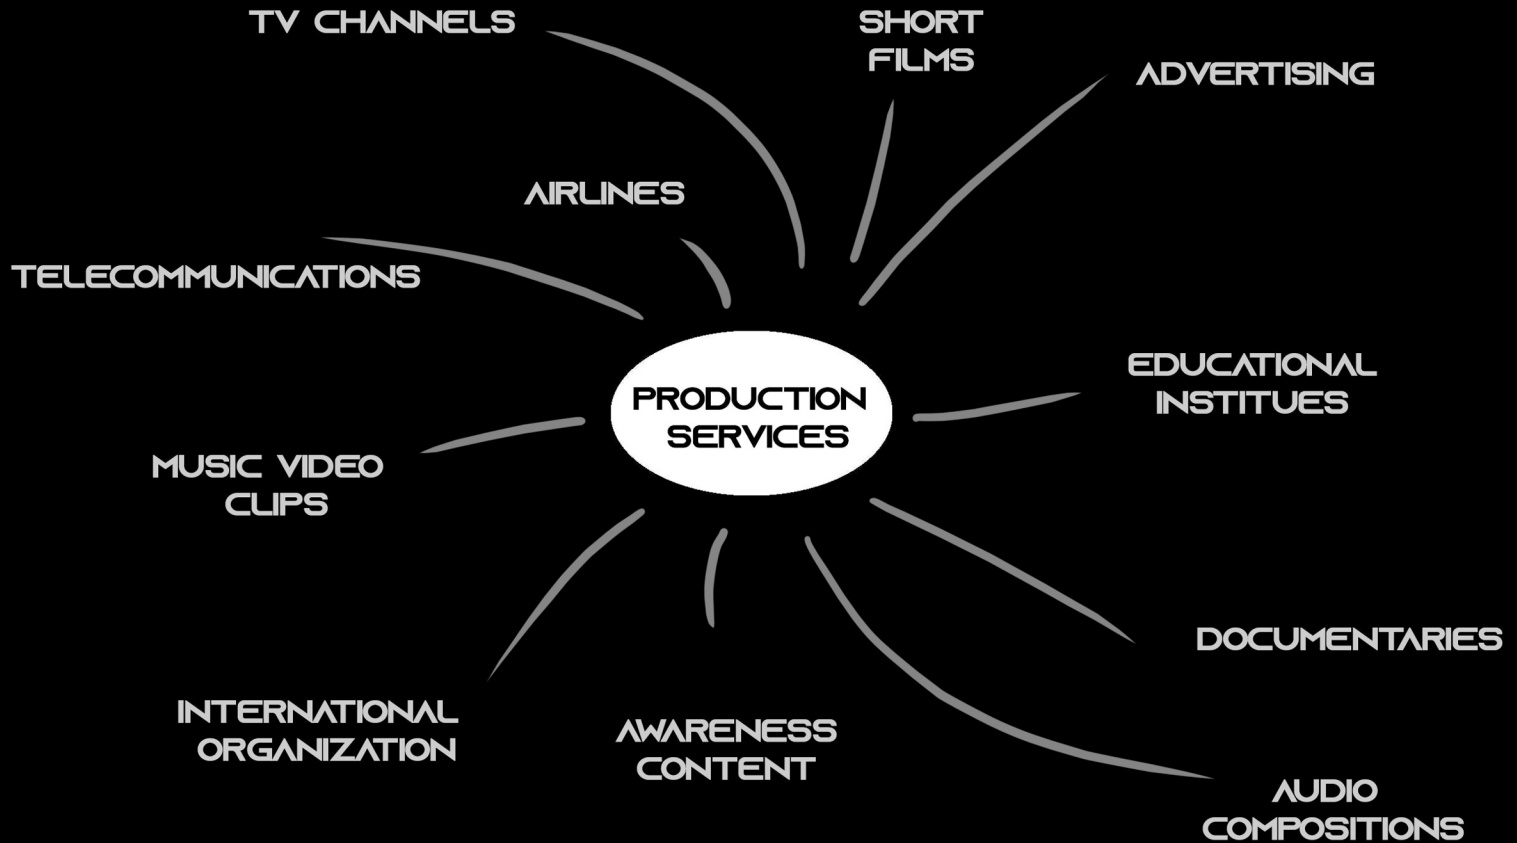 TV CHANNELS
SHORT
FILMS
ADVERTISING
AIRLINES
TELECOMMUNICATIONS
EDUCATIONAL
INSTITUES
PRODUCTION
SERVICES
MUSIC VIDEO
CLIPS
DOCUMENTARIES
INTERNATIONAL
ORGANIZATION
AWARENESS
CONTENT
AUDIO
COMPOSITIONS